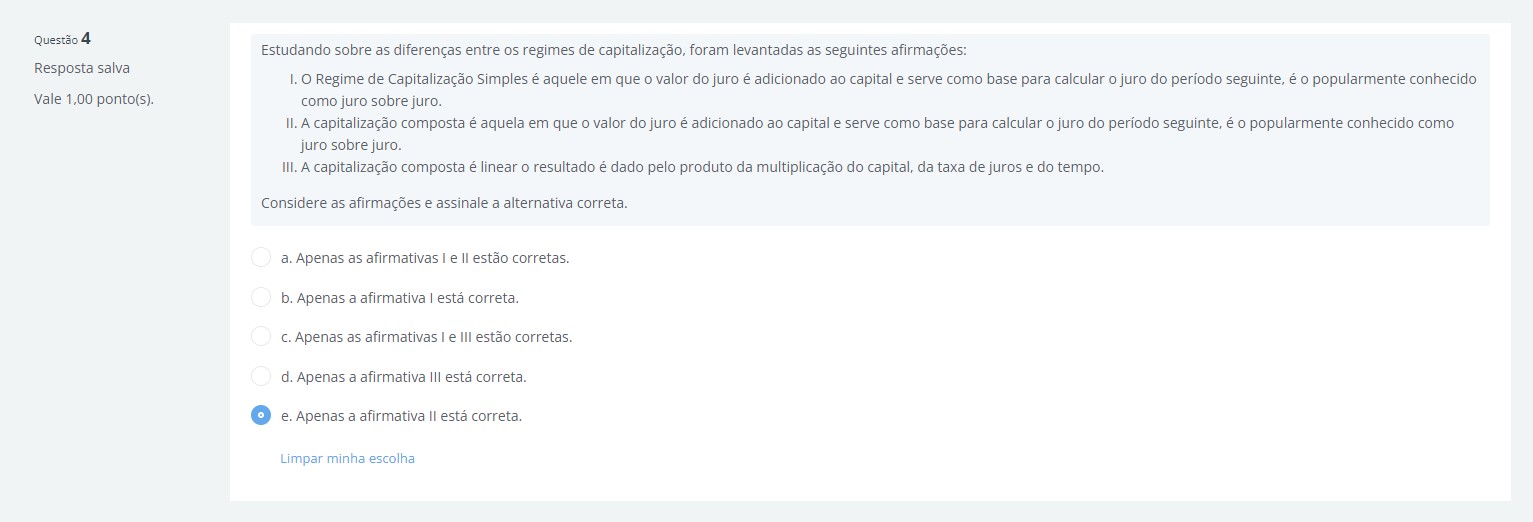 Questão 4
Resposta salva
Vale 1,00 ponto(s).
Estudando sobre as diferenças entre os regimes de capitalização, foram levantadas as seguintes afirmações:
I. O Regime de Capitalização Simples é aquele em que o valor do juro é adicionado ao capital e serve como base para calcular o juro do período seguinte, é o popularmente conhecido
como juro sobre juro.
II. A capitalização composta é aquela em que o valor do juro é adicionado ao capital e serve como base para calcular o juro do período seguinte, é o popularmente conhecido como
juro sobre juro.
III. A capitalização composta é linear o resultado é dado pelo produto da multiplicação do capital, da taxa de juros e do tempo.
Considere as afirmações e assinale a alternativa correta.
a. Apenas as afirmativas I e II estão corretas.
b. Apenas a afirmativa I está correta.
c. Apenas as afirmativas I e III estão corretas.
d. Apenas a afirmativa III está correta.
e. Apenas a afirmativa II está correta.
Limpar minha escolha